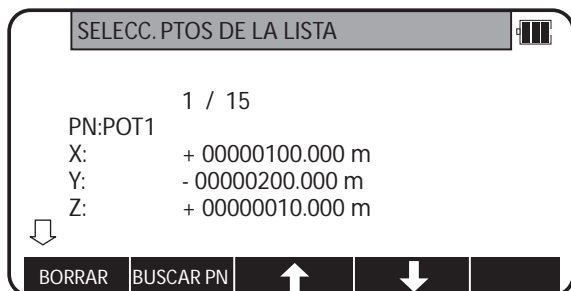 SELECC. PTOS DE LA LISTA
1 / 15
PN:POT1
X: + 00000100.000 m
Y: - 00000200.000 m
Z: + 00000010.000 m
BORRAR BUSCAR PN